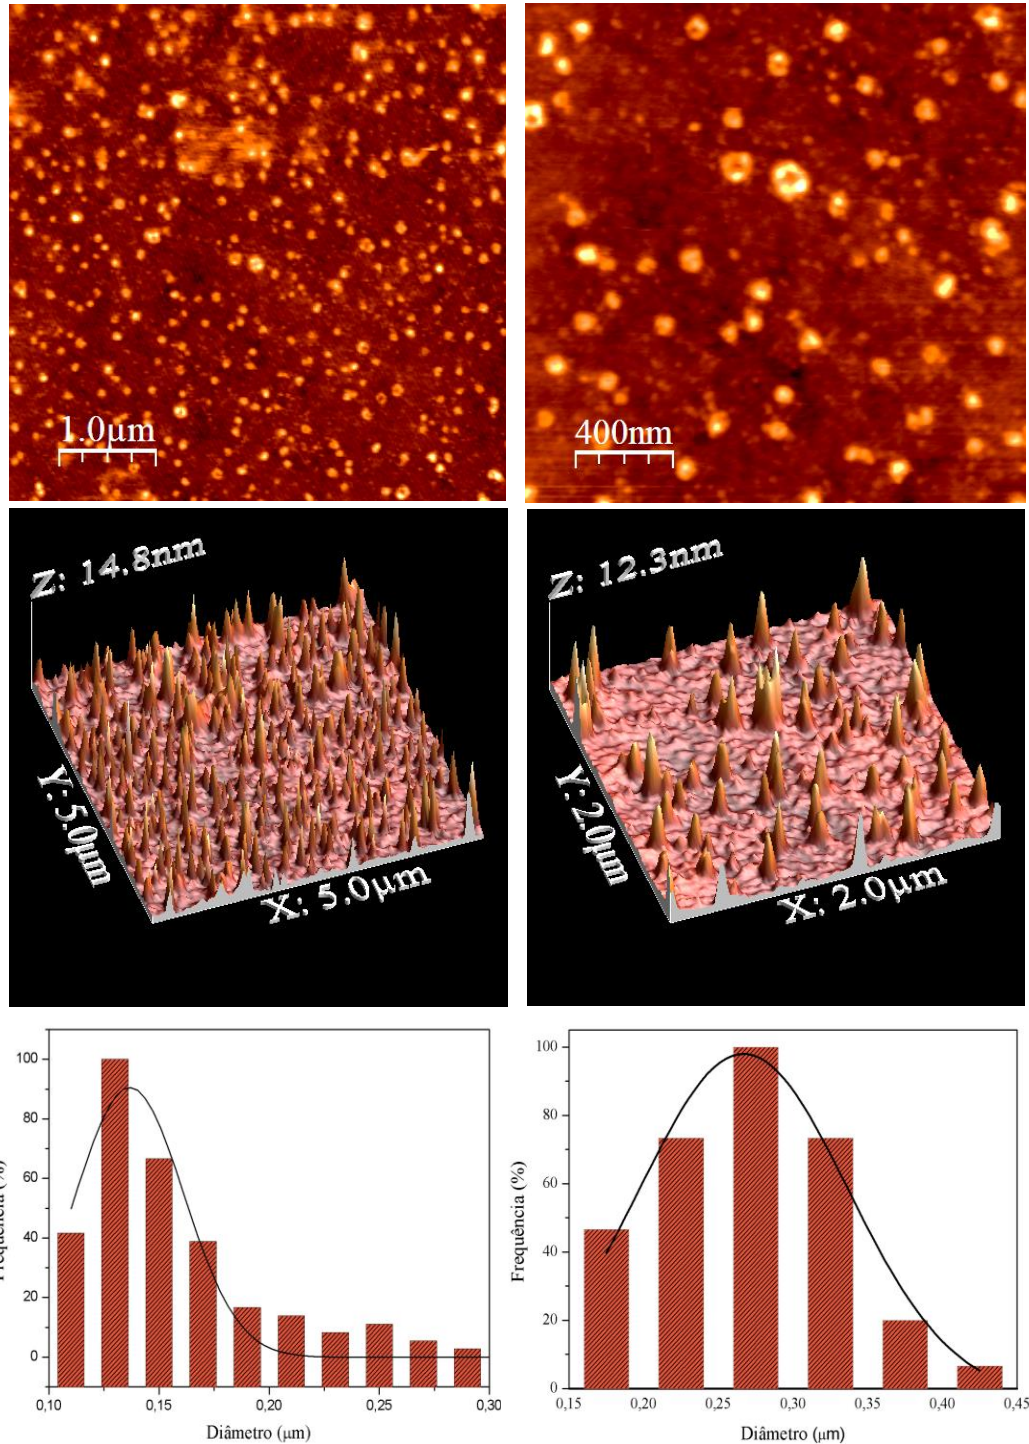 1.0μm
400nm
Z: 14.8nm
Y: 5.0μm
X: 5.0μm
Z: 12.3nm
Y: 2.0μm
X: 2.0μm
100
80
60
40
20
0
0,10 0,15 0,20 0,25 0,30
Diâmetro (μm)
Frequência (%)
100
80
60
40
20
0
0,15 0,20 0,25 0,30 0,35 0,40 0,45
Diâmetro (μm)
Frequência (%)